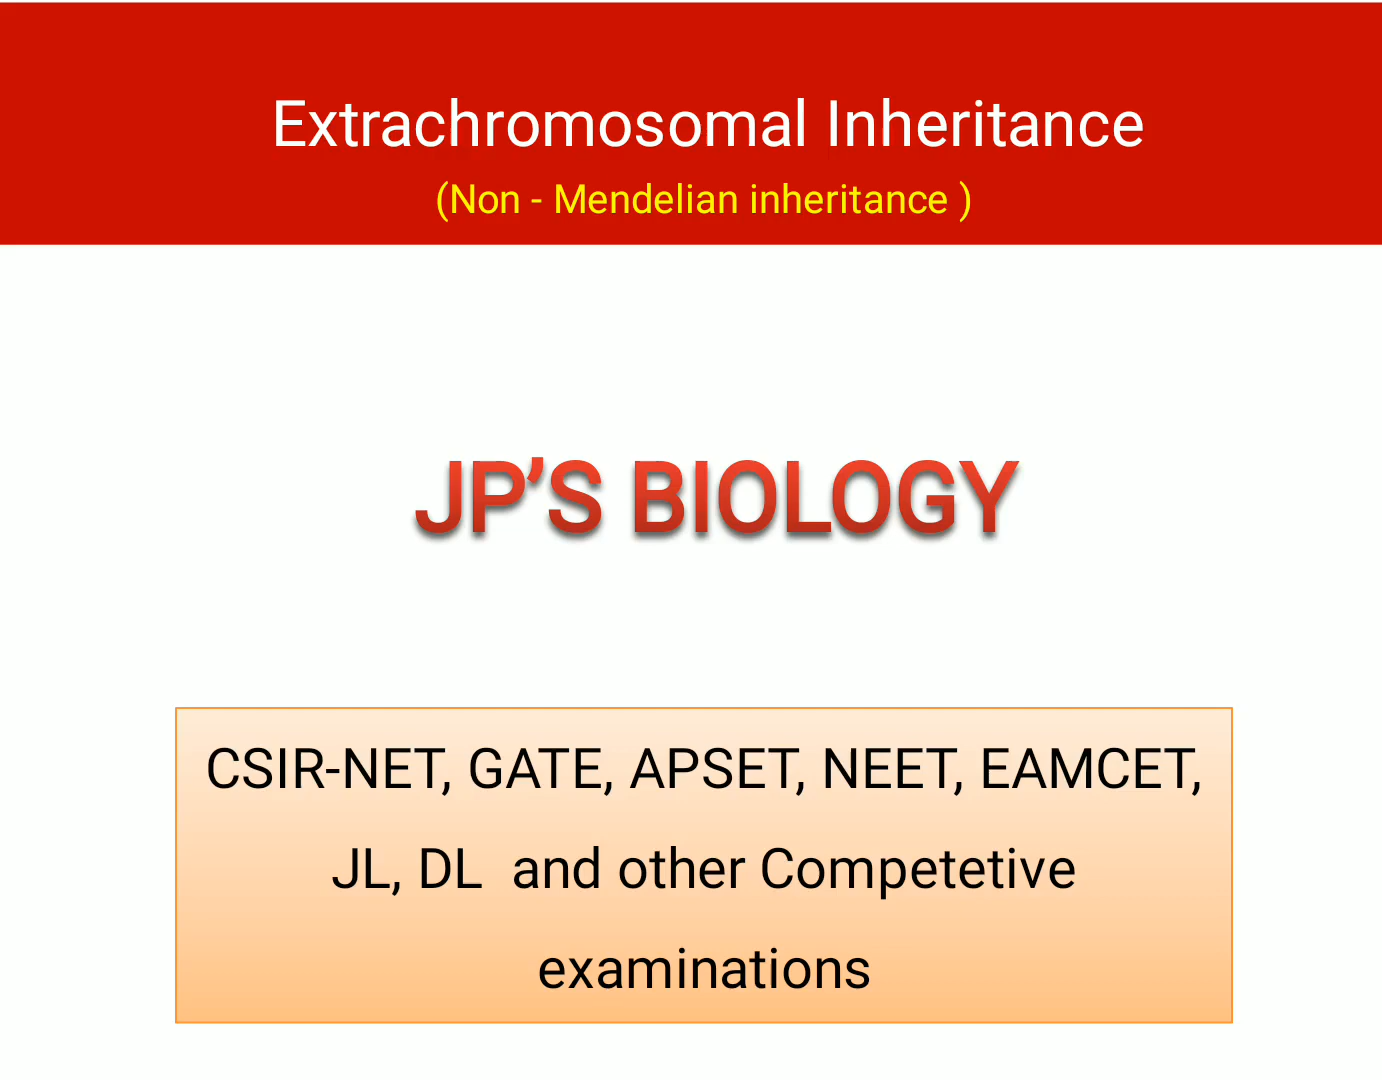 Extrachromosomal Inheritance
(Non - Mendelian inheritance )
JP’S BIOLOGY
CSIR-NET, GATE, APSET, NEET, EAMCET,
JL, DL  and other Competetive
examinations